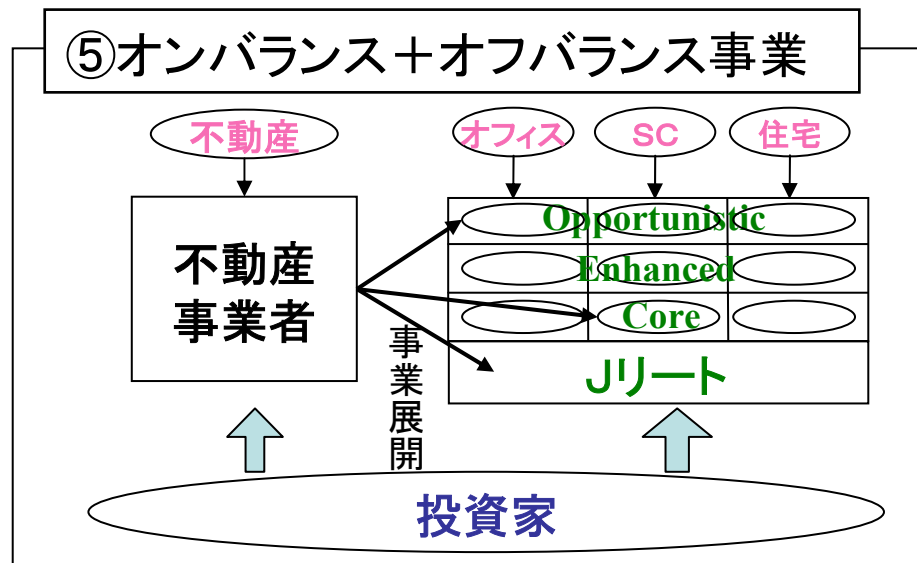 ⑤オンバランス＋オフバランス事業
不動産
オフィス
SC
住宅
不動産
事業者
Opportunistic
Enhanced
Core
Jリート
事業展開
投資家